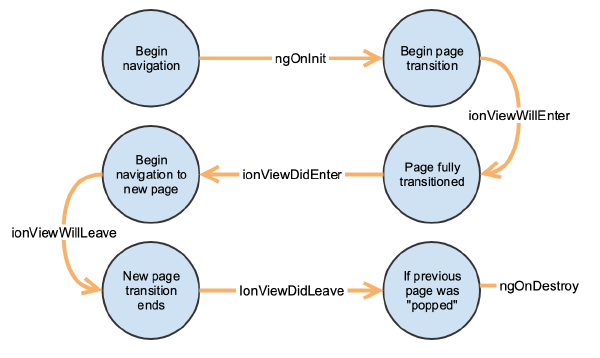 Begin
navigation
ngOnInit
Begin page
transition
ionViewWillEnter
Page fully
transitioned
ionViewDidEnter
Begin
navigation to
new page
ionViewWillLeave
New page
transition
ends
IonViewDidLeave
If previous
page was
"popped"
ngOnDestroy